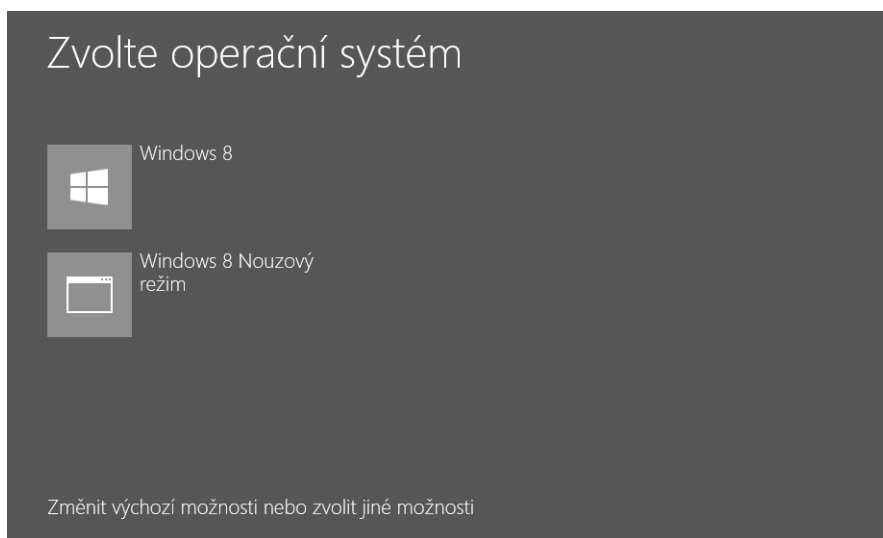 Zvolte operační systém
Windows 8
Windows 8 Nouzový
režim
Změnit výchozí možnosti nebo zvolit jiné možnosti